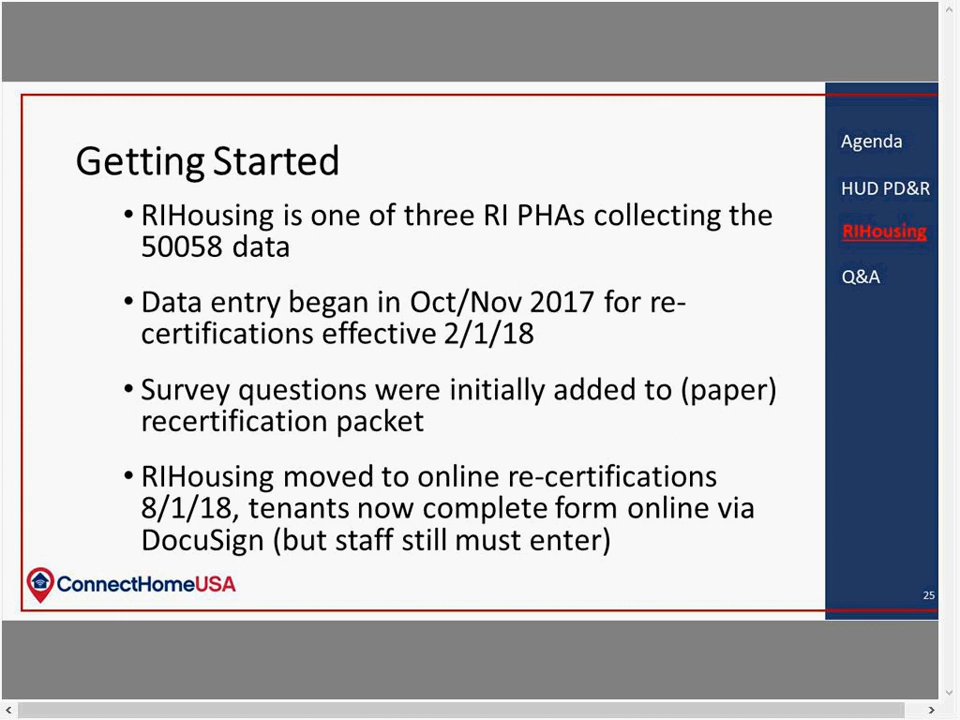 Getting Started
• RIHousing is one of three RI PHAs collecting the
50058 data
• Data entry began in Oct/Nov 2017 for re-
certifications effective 2/1/18
• Survey questions were initially added to (paper)
recertification packet
• RIHousing moved to online re-certifications
8/1/18, tenants now complete form online via
DocuSign (but staff still must enter)
ConnectHomeUSA
Agenda
HUD PD&R
RIHousing
Q&A
25